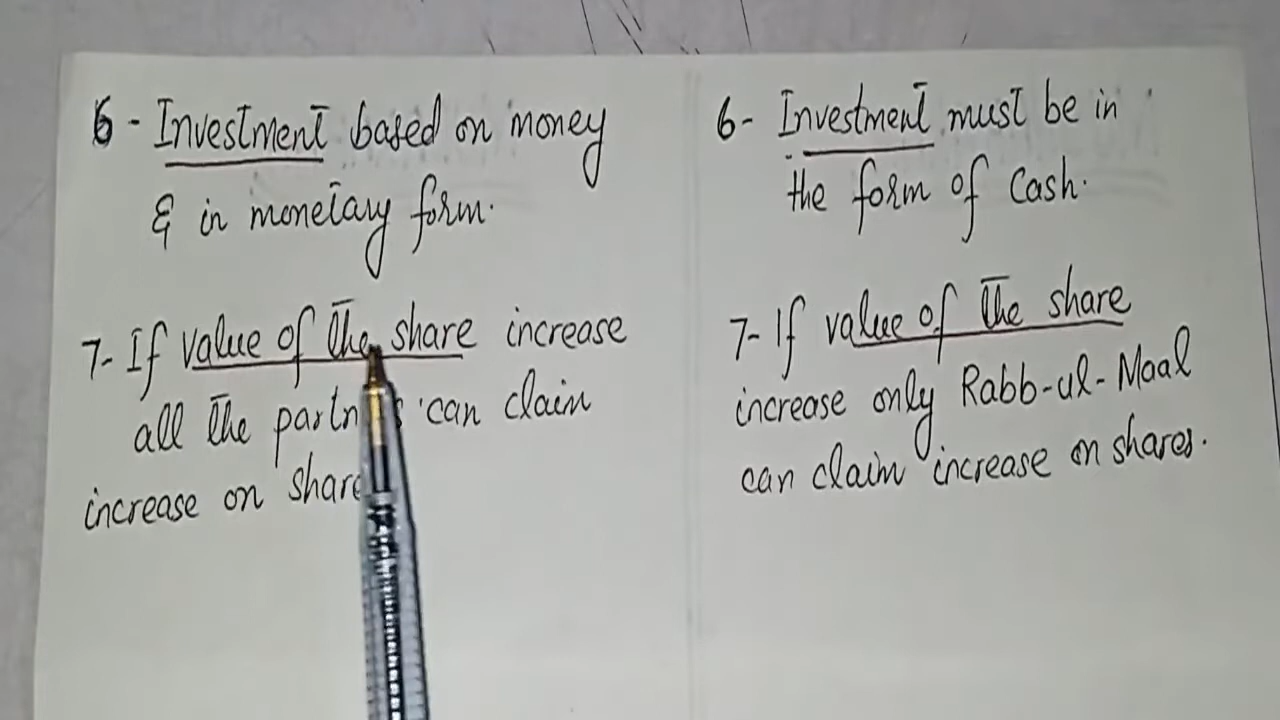 6 - Investment based on money
& in monetary form.
7- If value of the share increase
all the can claim
increase on
6- Investment must be in
the form of Cash.
7- If value of the share
increase only Rabb-ul-Maal
can claim increase on shares.